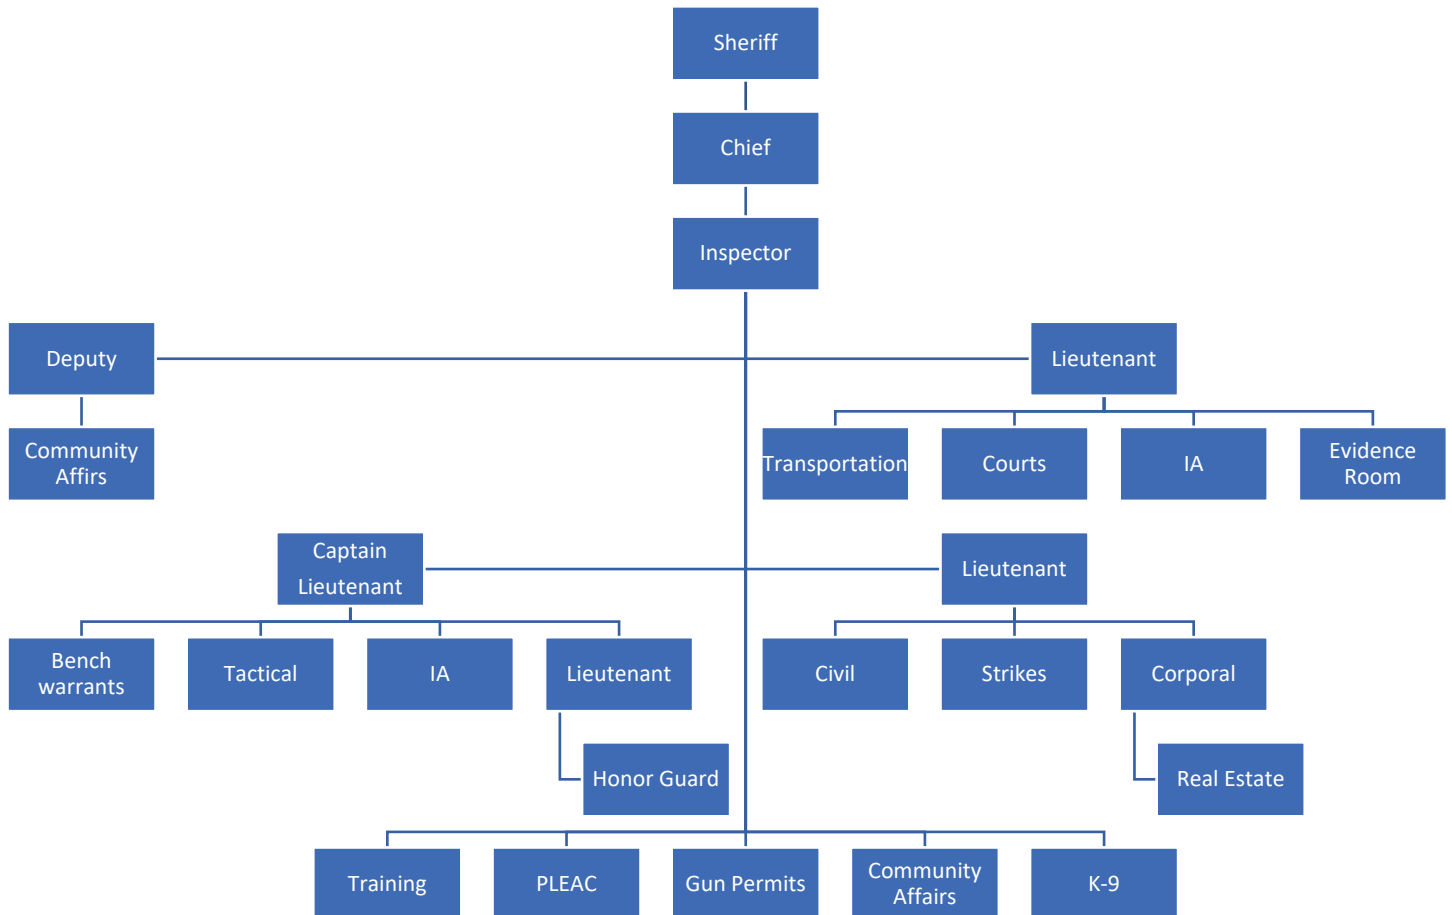 Sheriff
Chief
Inspector
Deputy
Lieutenant
Community
Affirs
Transportation
Courts
IA
Evidence
Room
Captain
Lieutenant
Lieutenant
Bench
warrants
Tactical
IA
Lieutenant
Civil
Strikes
Corporal
Honor Guard
Real Estate
Training
PLEAC
Gun Permits
Community
Affairs
K-9